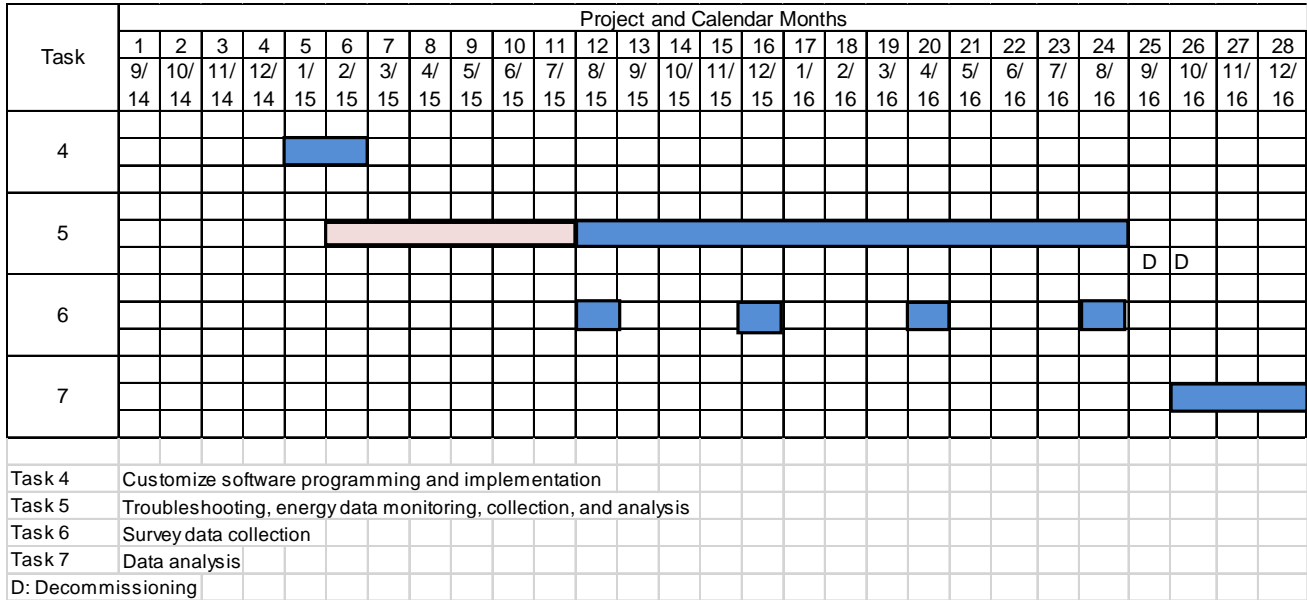 Project and Calendar Months
Task
1 2 3 4 5 6 7 8 9 10 11 12 13 14 15 16 17 18 19 20 21 22 23 24 25 26 27 28
9/ 10/ 11/ 12/ 1/ 2/ 3/ 4/ 5/ 6/ 7/ 8/ 9/ 10/ 11/ 12/ 1/ 2/ 3/ 4/ 5/ 6/ 7/ 8/ 9/ 10/ 11/ 12/
14 14 14 14 15 15 15 15 15 15 15 15 15 15 15 15 16 16 16 16 16 16 16 16 16 16 16 16
4
5
D D
6
7
Task 4 Customize software programming and implementation
Task 5 Troubleshooting, energy data monitoring, collection, and analysis
Task 6 Survey data collection
Task 7 Data analysis
D: Decommissioning